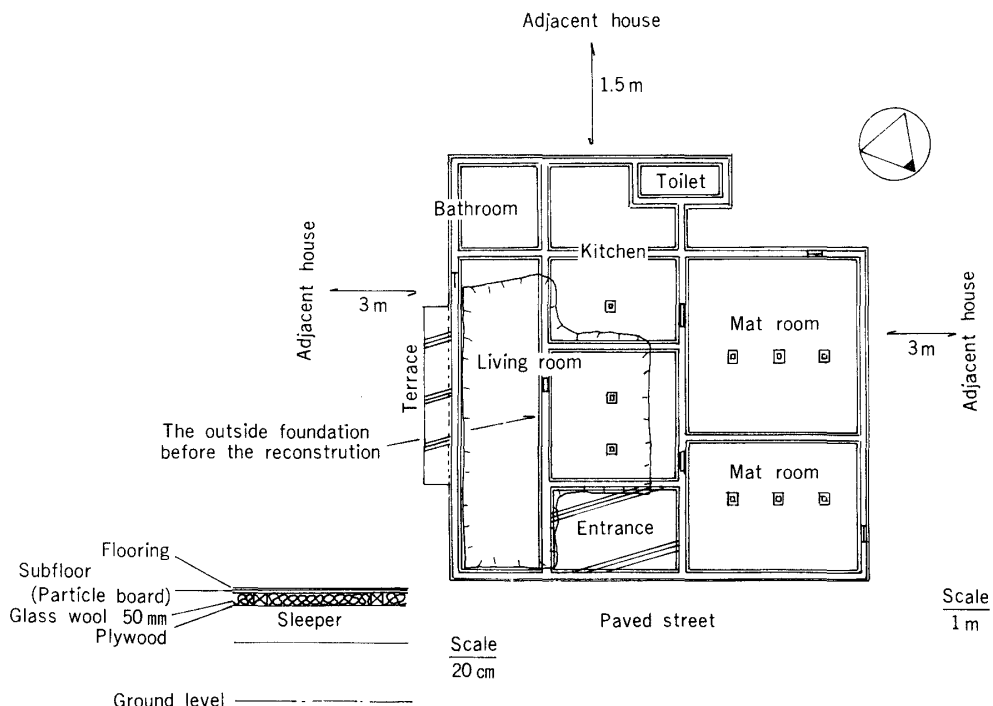 Adjacent house
1.5 m
Toilet
Bathroom
Kitchen
Adjacent house
3 m
Mat room
Adjacent house
3 m
Living room
Terrace
The outside foundation
before the reconstrution
Mat room
Entrance
Flooring
Subfloor
(Particle board)
Glass wool 50 mm
Plywood
Sleeper
Paved street
Scale
1 m
Scale
20 cm
Ground level